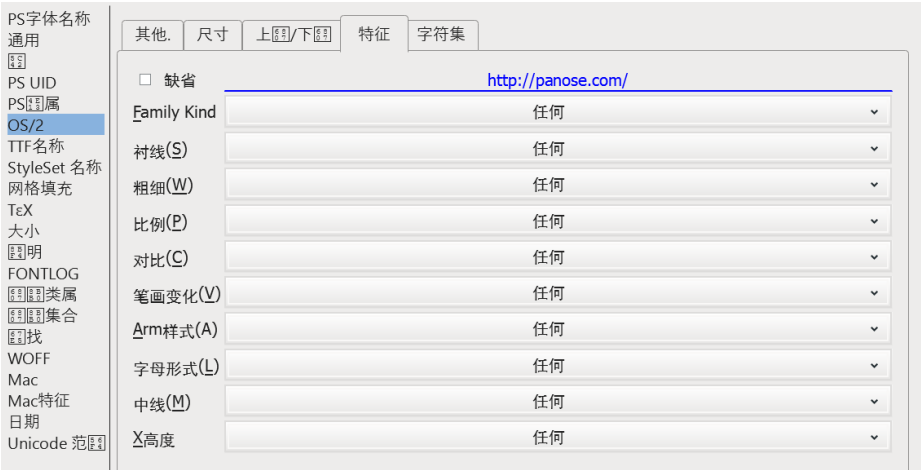 PS字体名称
通用
PS UID
PS属
OS/2
TTF名称
StyleSet 名称
网格填充
TεX
大小
明
FONTLOG
类属
集合
找
WOFF
Mac
Mac特征
日期
Unicode 范
其他. 尺寸 上/下 特征 字符集
缺省 http://panose.com/
Family Kind 任何
衬线(S) 任何
粗细(W) 任何
比例(P) 任何
对比(C) 任何
笔画变化(V) 任何
Arm样式(A) 任何
字母形式(L) 任何
中线(M) 任何
X高度 任何